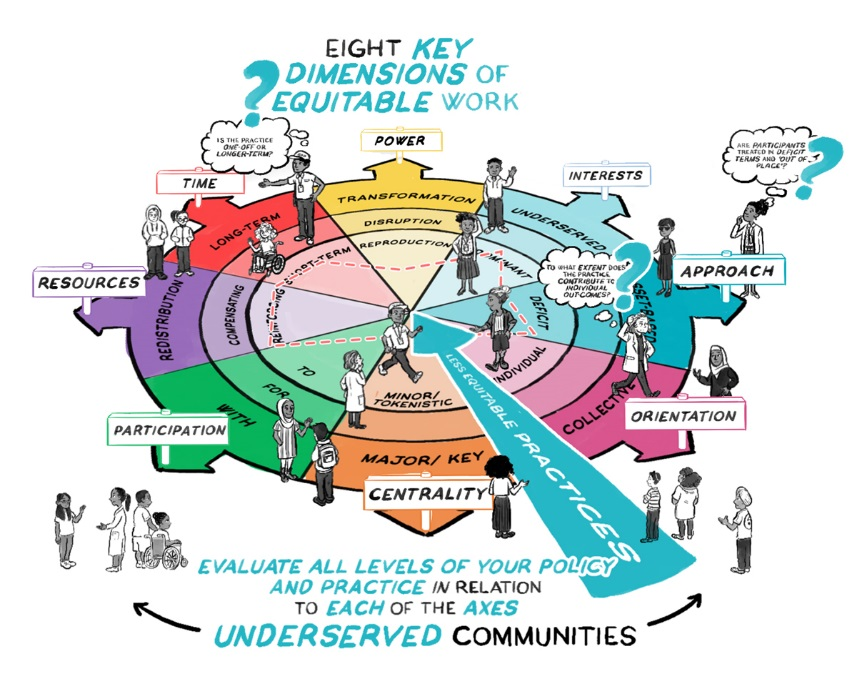 EIGHT KEY
DIMENSIONS OF
EQUITABLE WORK
IS THE PRACTICE
ONE-OFF OR
LONGER-TERM?
ARE PARTICIPANTS
TREATED IN DEFICIT
TERMS AND 'OUT OF
PLACE'?
POWER
TIME
INTERESTS
TRANSFORMATION
DISRUPTION
REPRODUCTION
LONG-TERM
SHORT-TERM
UNDERSERVED
RESOURCES
APPROACH
TO WHAT EXTENT DOES
THE PRACTICE
CONTRIBUTE TO
INDIVIDUAL
OUTCOMES?
REDISTRIBUTION
COMPENSATING
DEFICIT
TO
FOR
WITH
INDIVIDUAL
COLLECTIVE
PARTICIPATION
ORIENTATION
MINOR/
TOKENISTIC
MAJOR/ KEY
CENTRALITY
LESS EQUITABLE PRACTICES
EVALUATE ALL LEVELS OF YOUR POLICY
AND PRACTICE IN RELATION
TO EACH OF THE AXES
UNDERSERVED COMMUNITIES